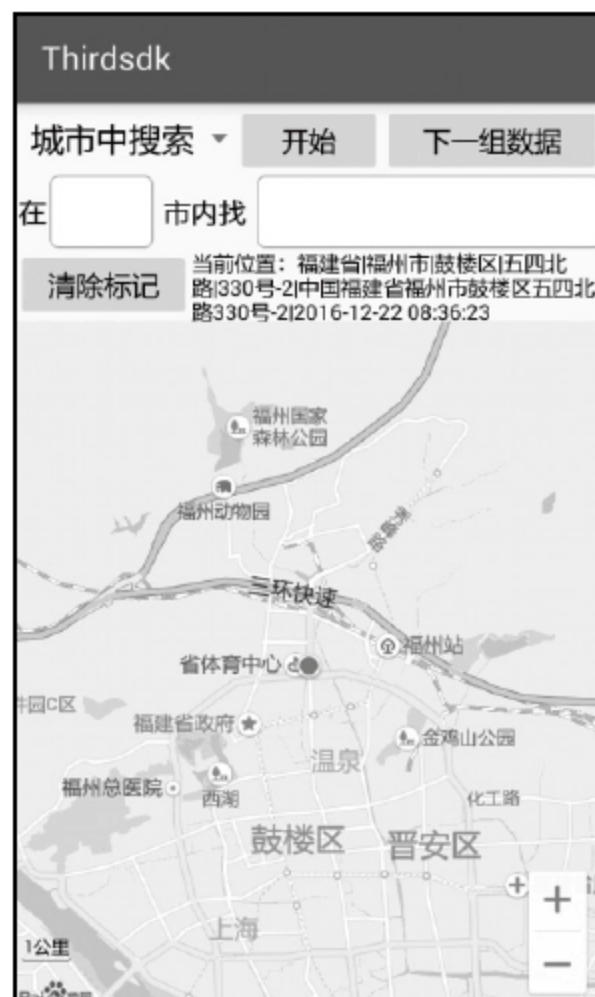 Thirdsdk
城市中搜索 开始 下一组数据
在 市内找
清除标记
当前位置：福建省|福州市|鼓楼区|五四北
路|330号-2|中国福建省福州市鼓楼区五四北
路330号-2|2016-12-22 08:36:23
福州国家
森林公园
福州动物园
秀峰路
三环快速
福州站
省体育中心
件园C区
福建省政府
金鸡山公园
温泉
福州总医院
西湖
化工路
鼓楼区 晋安区
上海
+
1公里
−